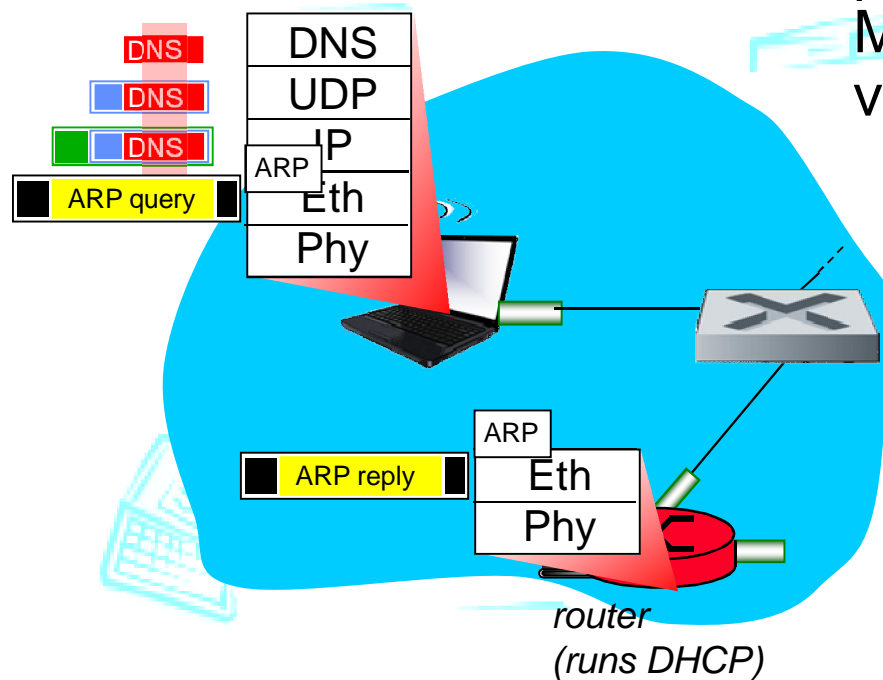 DNS
DNS
DNS
ARP query
DNS
UDP
IP
ARP
Eth
Phy
ARP
ARP reply
Eth
Phy
router
(runs DHCP)
M
v